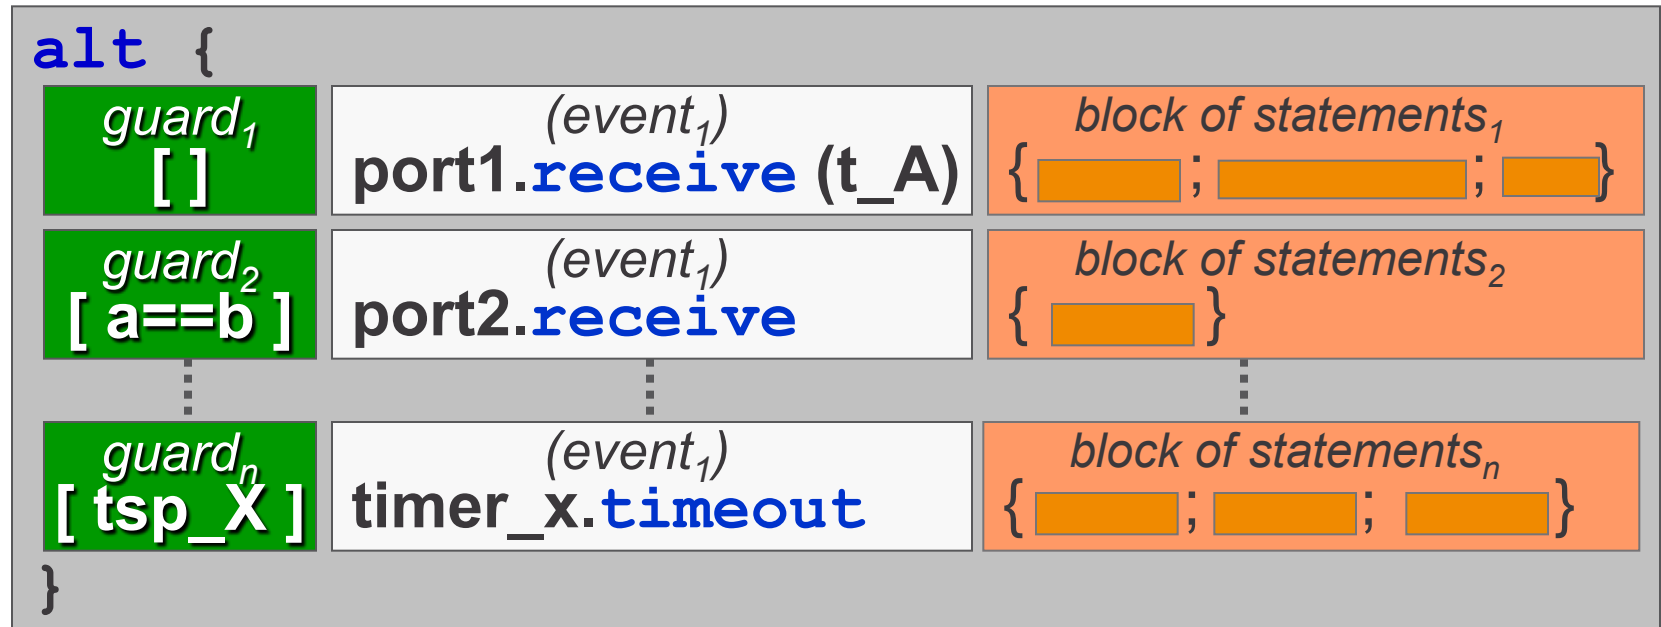 alt {
guard1 (event1) block of statements1
[ ] port1.receive (t_A) { ; ; }
guard2 (event1) block of statements2
[ a==b ] port2.receive { }
guardn (event1) block of statementsn
[ tsp_X ] timer_x.timeout { ; ; }
}